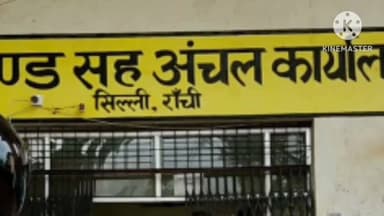 ण्ड सह अंचल कार्याल
सिल्ली, राँची
KINEMASTER